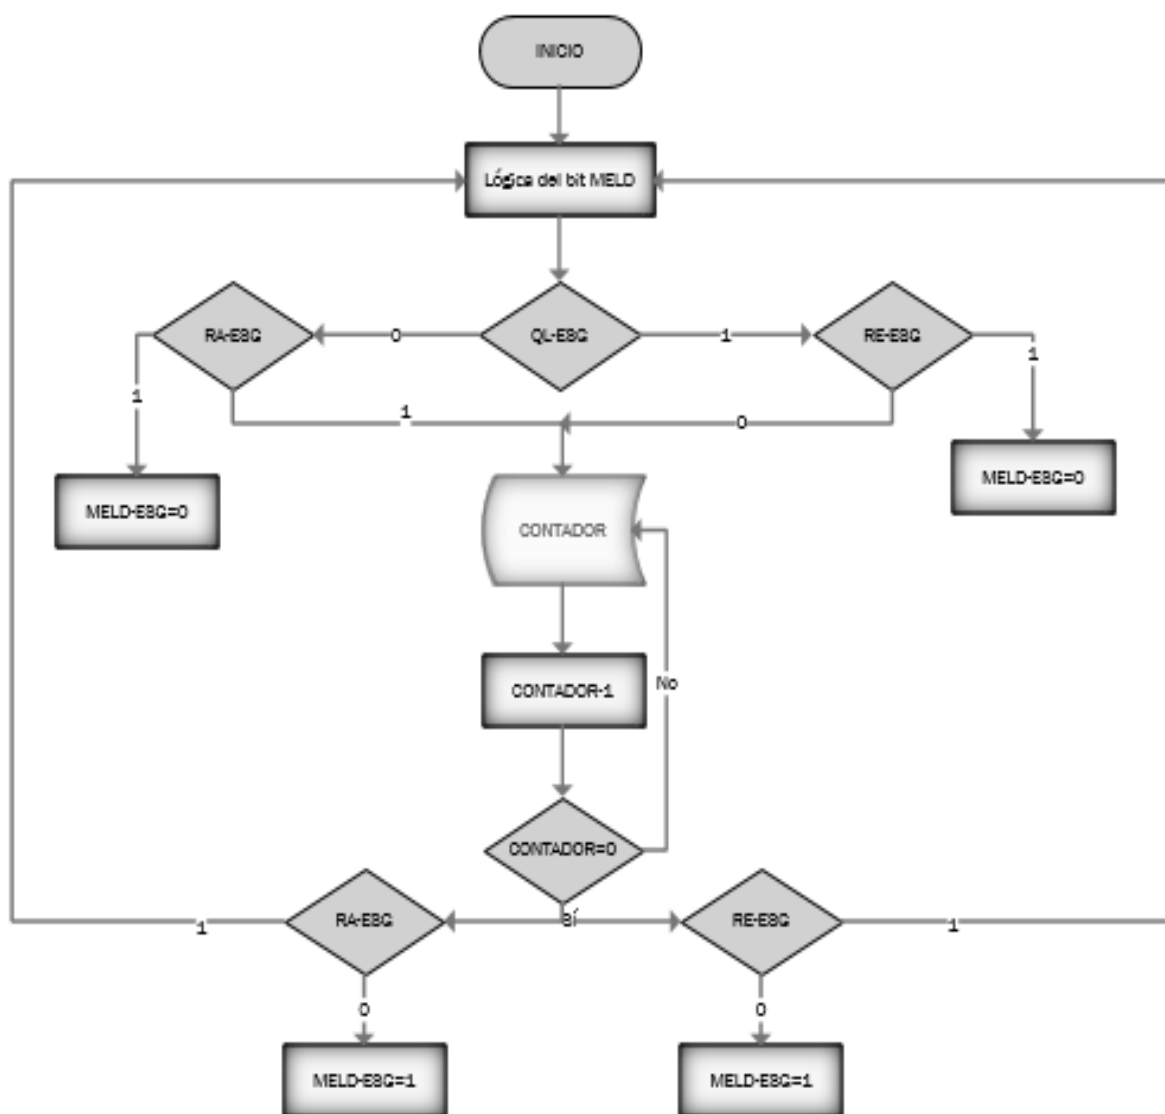 INICIO
Lógica del bit MELD
RA-ESG
0
QL-ESG
1
RE-ESG
1
1
1
0
MELD-ESG=0
MELD-ESG=0
CONTADOR
CONTADOR-1
No
CONTADOR=0
1
RA-ESG
Sí
RE-ESG
1
0
0
MELD-ESG=1
MELD-ESG=1